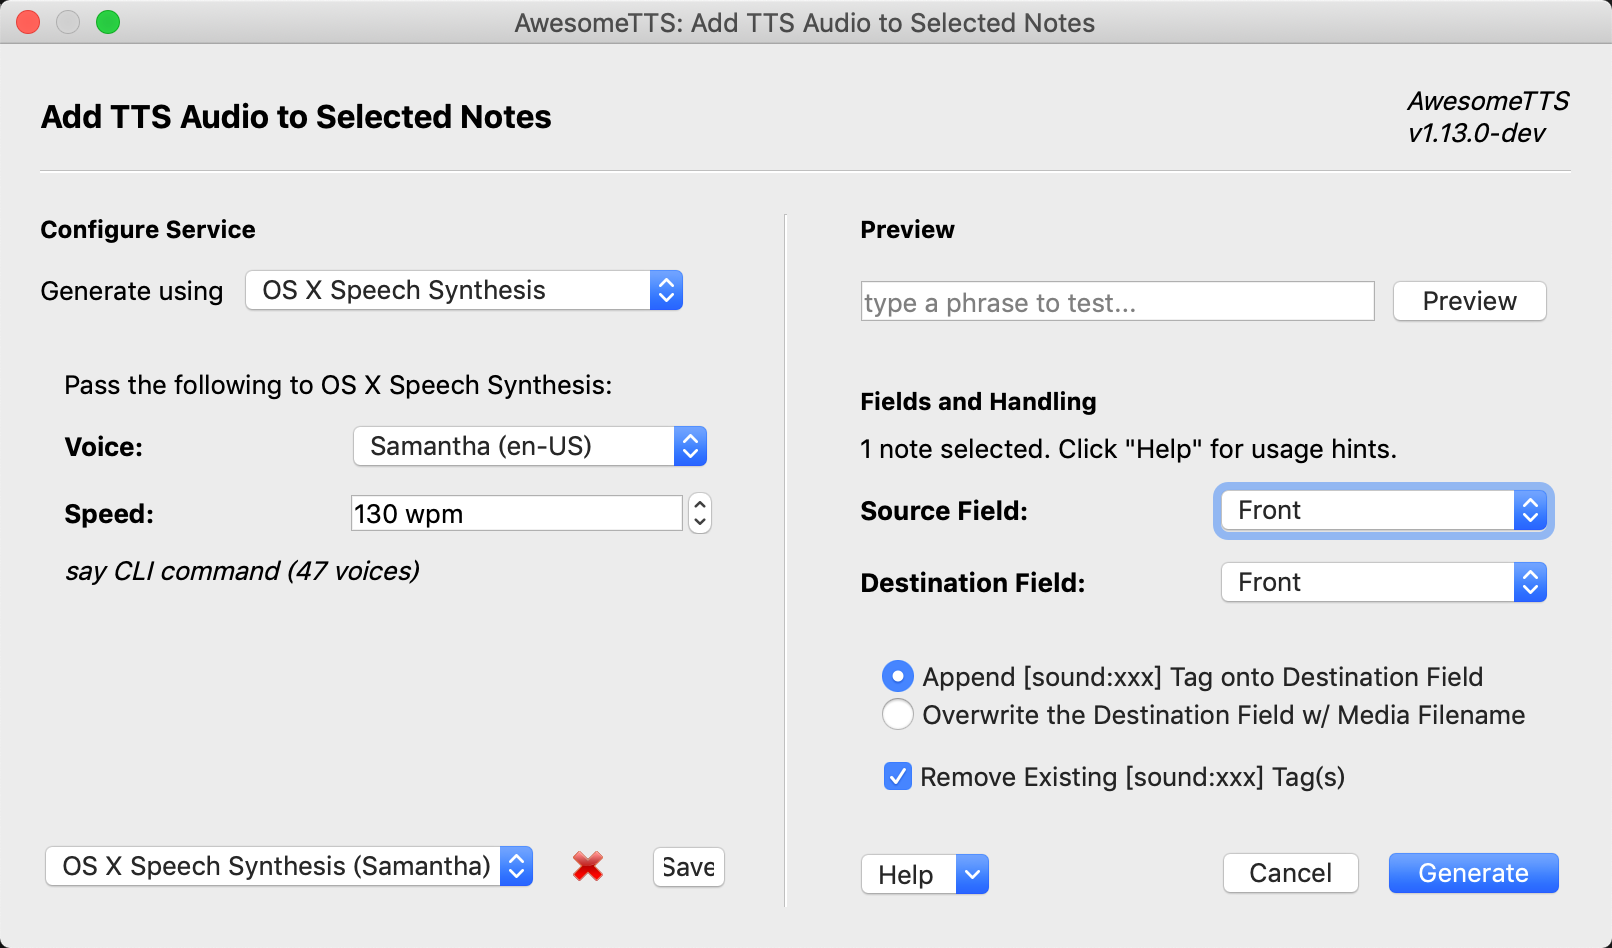 AwesomeTTS: Add TTS Audio to Selected Notes
Add TTS Audio to Selected Notes
AwesomeTTS
v1.13.0-dev
Configure Service
Generate using OS X Speech Synthesis
Pass the following to OS X Speech Synthesis:
Voice: Samantha (en-US)
Speed: 130 wpm
say CLI command (47 voices)
OS X Speech Synthesis (Samantha) Save
Preview
type a phrase to test... Preview
Fields and Handling
1 note selected. Click "Help" for usage hints.
Source Field: Front
Destination Field: Front
Append [sound:xxx] Tag onto Destination Field
Overwrite the Destination Field w/ Media Filename
Remove Existing [sound:xxx] Tag(s)
Help Cancel Generate